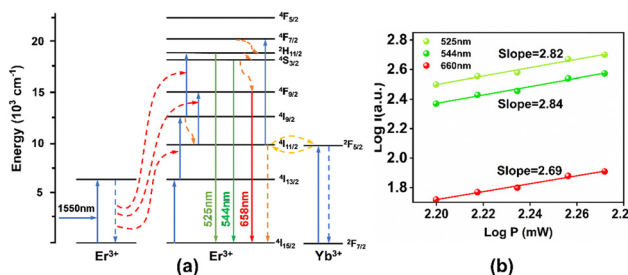 (a)
Energy (10³ cm⁻¹)
20
15
10
5
⁴F₅/₂
⁴F₇/₂
²H₁₁/₂
⁴S₃/₂
⁴F₉/₂
⁴I₉/₂
⁴I₁₁/₂
²F₅/₂
⁴I₁₃/₂
1550nm
525nm
544nm
658nm
⁴I₁₅/₂
²F₇/₂
Er³⁺
(a)
Er³⁺
Yb³⁺
525nm
544nm
660nm
Slope=2.82
Slope=2.84
Slope=2.69
Log I(a.u.)
2.8
2.6
2.4
2.2
2.0
1.8
2.20
2.22
2.24
2.26
2.28
Log P (mW)
(b)